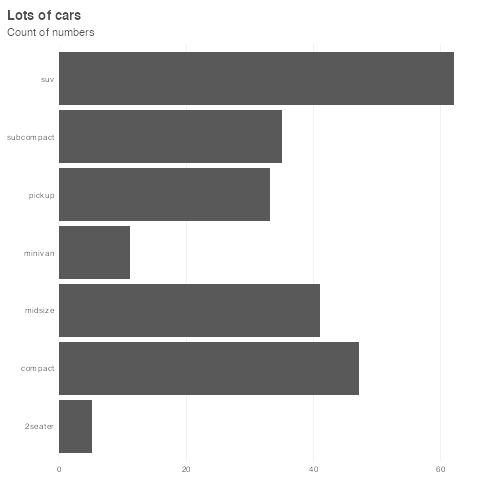 Lots of cars
Count of numbers
suv
subcompact
pickup
minivan
midsize
compact
2seater
0 20 40 60